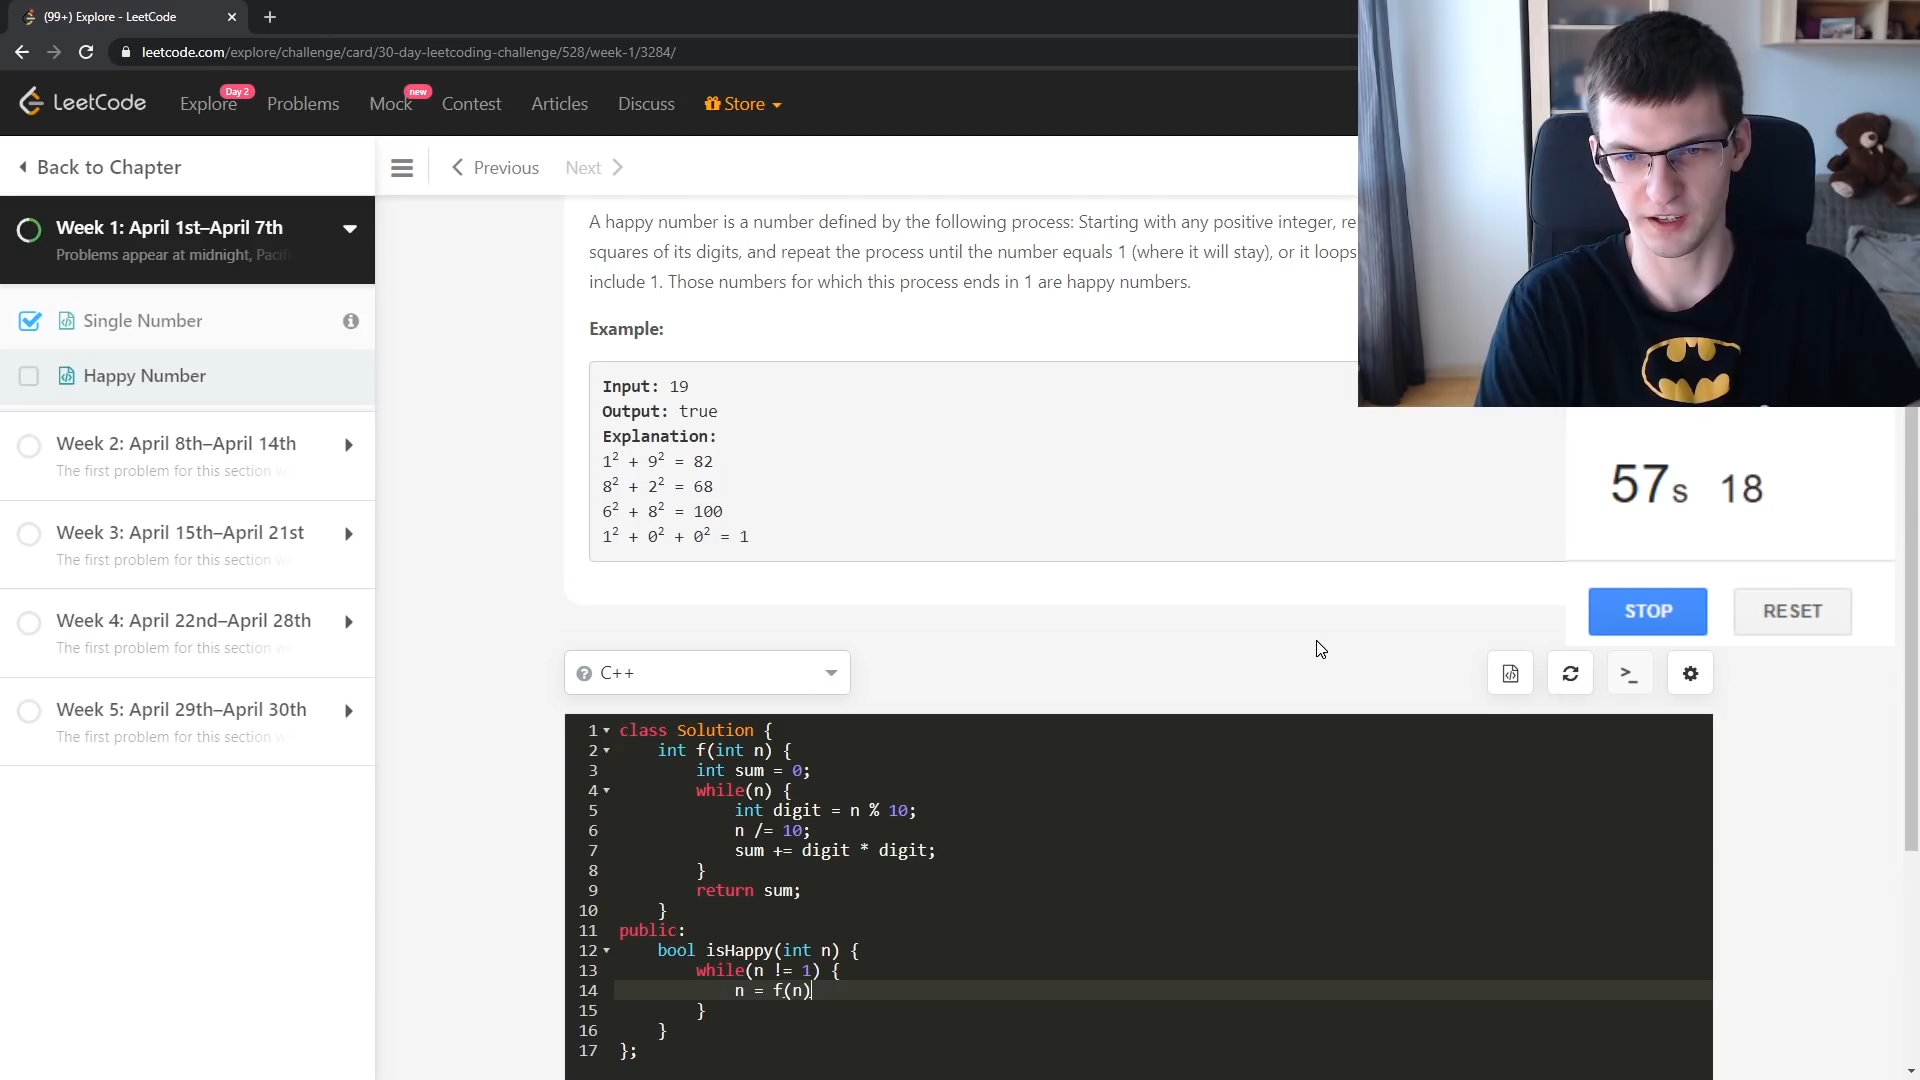 (99+) Explore - LeetCode
leetcode.com/explore/challenge/card/30-day-leetcoding-challenge/528/week-1/3284/
LeetCode
Explore
Day 2
Problems
Mock
new
Contest
Articles
Discuss
Store
Back to Chapter
Previous
Next
Week 1: April 1st–April 7th
Problems appear at midnight, Pacifi
Single Number
Happy Number
Week 2: April 8th–April 14th
The first problem for this section w
Week 3: April 15th–April 21st
The first problem for this section w
Week 4: April 22nd–April 28th
The first problem for this section w
Week 5: April 29th–April 30th
The first problem for this section w
A happy number is a number defined by the following process: Starting with any positive integer, re
squares of its digits, and repeat the process until the number equals 1 (where it will stay), or it loops
include 1. Those numbers for which this process ends in 1 are happy numbers.
Example:
Input: 19
Output: true
Explanation:
1² + 9² = 82
8² + 2² = 68
6² + 8² = 100
1² + 0² + 0² = 1
57s 18
STOP
RESET
C++
>_
1 class Solution {
2 int f(int n) {
3 int sum = 0;
4 while(n) {
5 int digit = n % 10;
6 n /= 10;
7 sum += digit * digit;
8 }
9 return sum;
10 }
11 public:
12 bool isHappy(int n) {
13 while(n != 1) {
14 n = f(n)
15 }
16 }
17 };